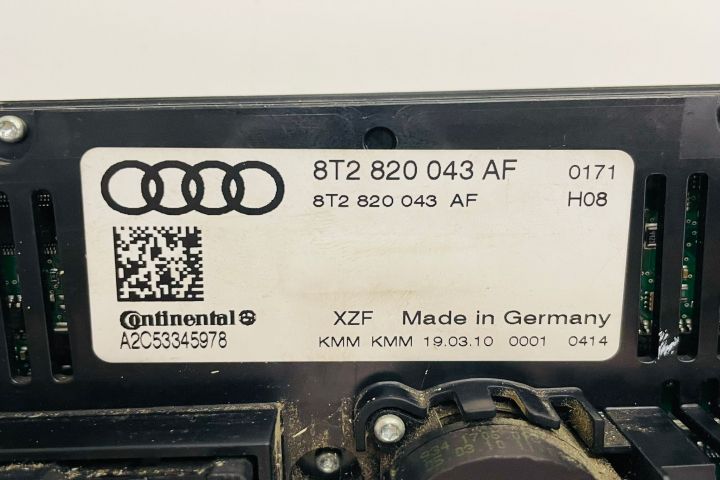 8T2 820 043 AF 0171
8T2 820 043 AF H08
Continental
A2C53345978
XZF Made in Germany
KMM KMM 19.03.10 0001 0414